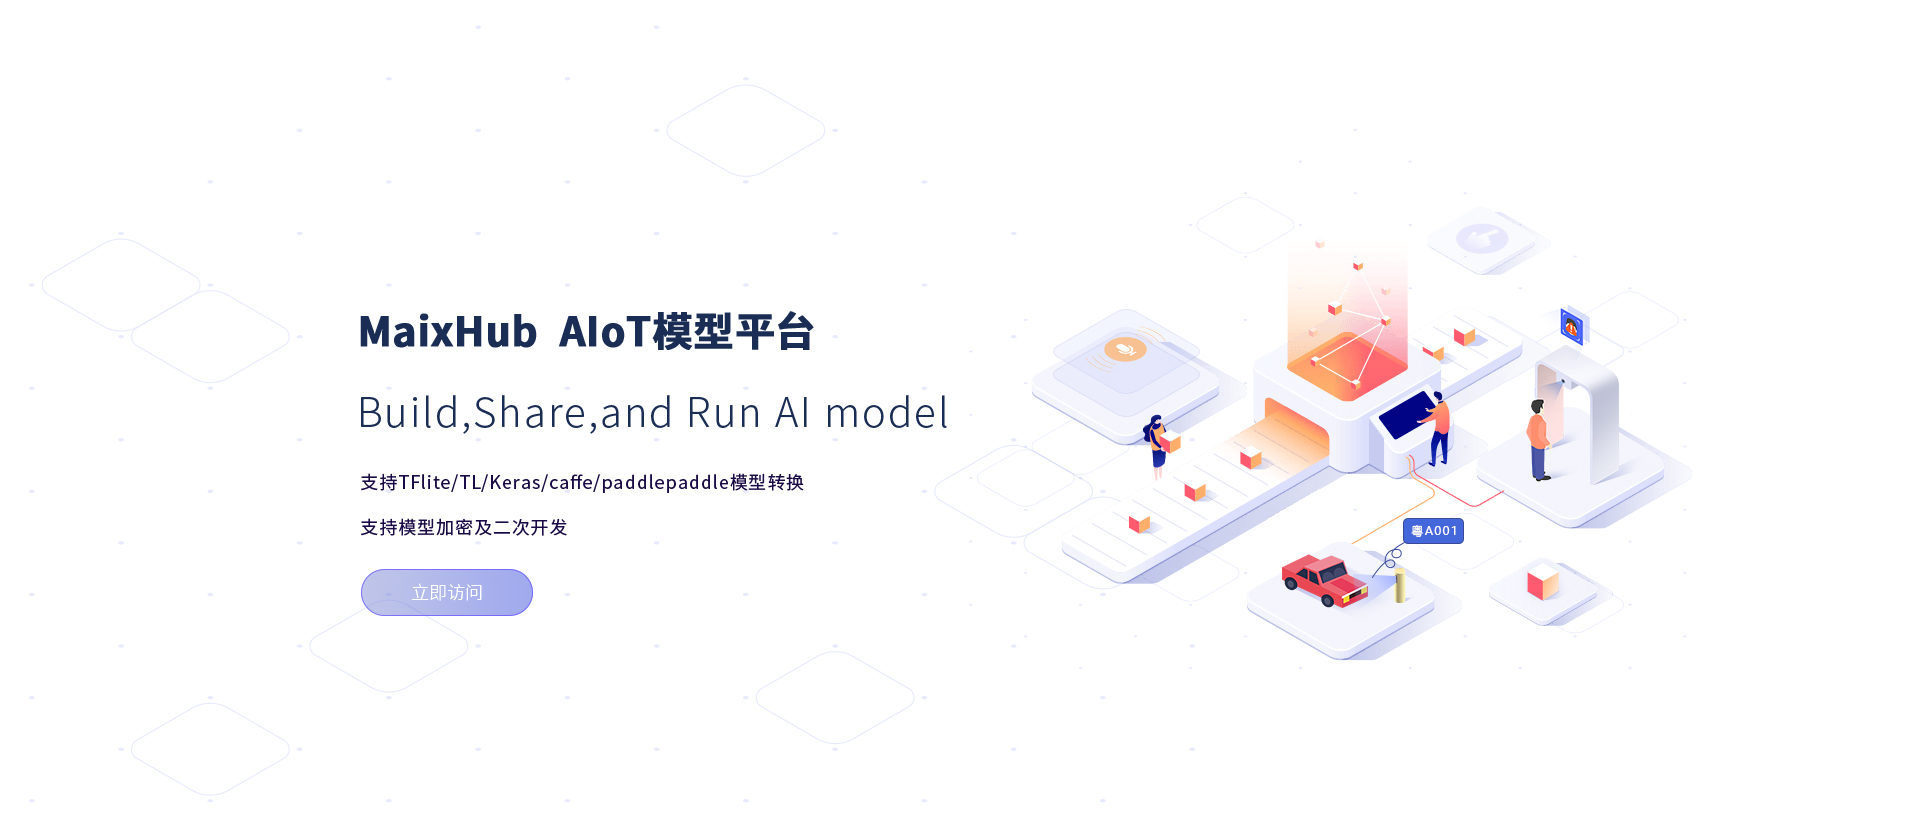 MaixHub AIoT模型平台
Build,Share,and Run AI model
支持TFlite/TL/Keras/caffe/paddlepaddle模型转换
支持模型加密及二次开发
立即访问
粤A001